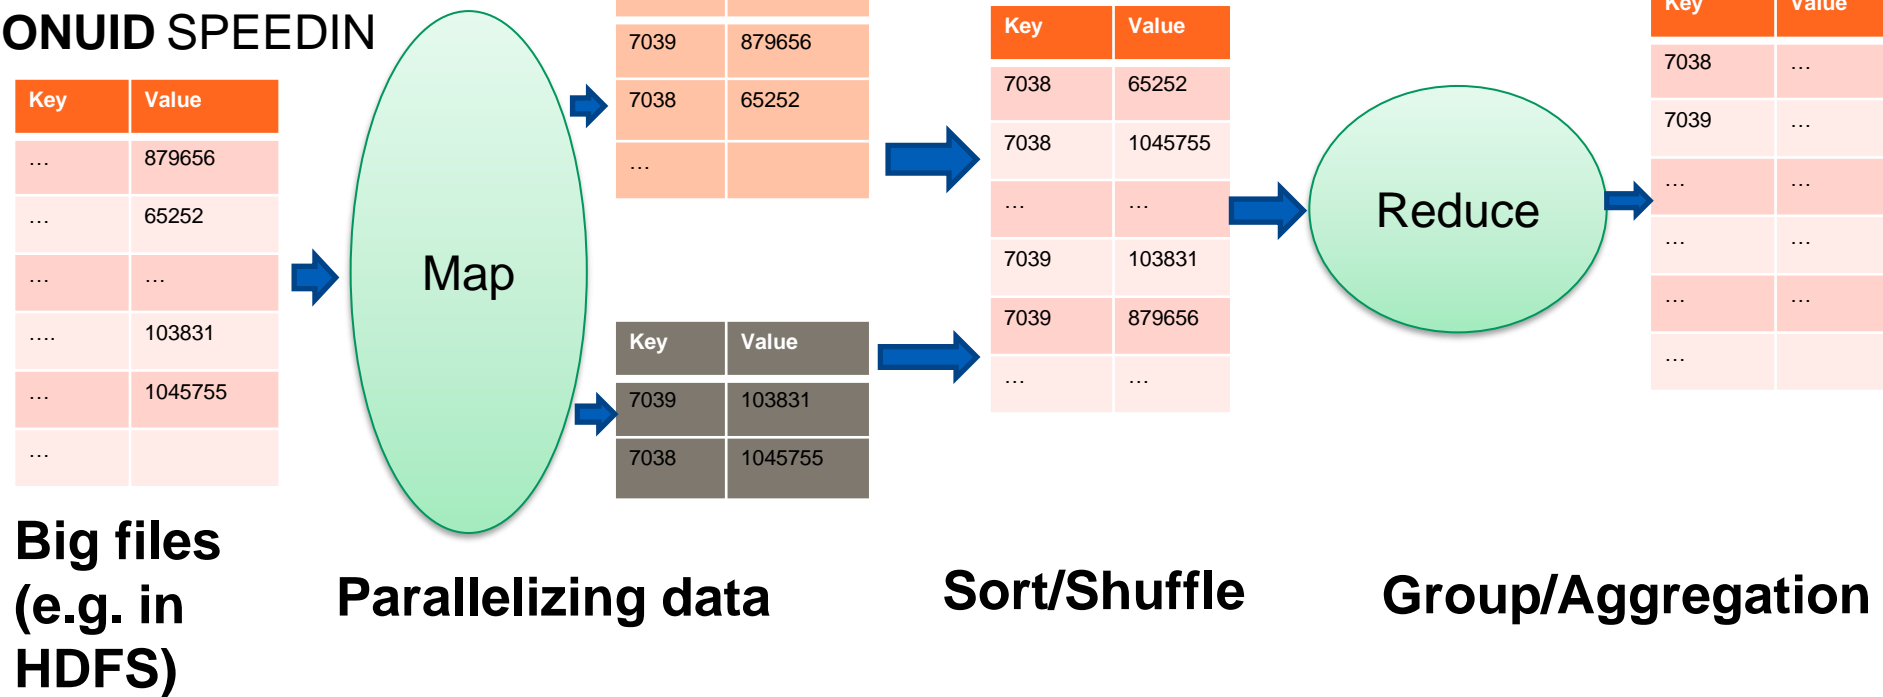 ONUID SPEEDIN
Key Value
… 879656
… 65252
… …
…. 103831
… 1045755
…
Big files
(e.g. in
HDFS)
Map
7039 879656
7038 65252
…
Key Value
7039 103831
7038 1045755
Parallelizing data
Key Value
7038 65252
7038 1045755
… …
7039 103831
7039 879656
… …
Sort/Shuffle
Reduce
Key Value
7038 …
7039 …
… …
… …
… …
…
Group/Aggregation